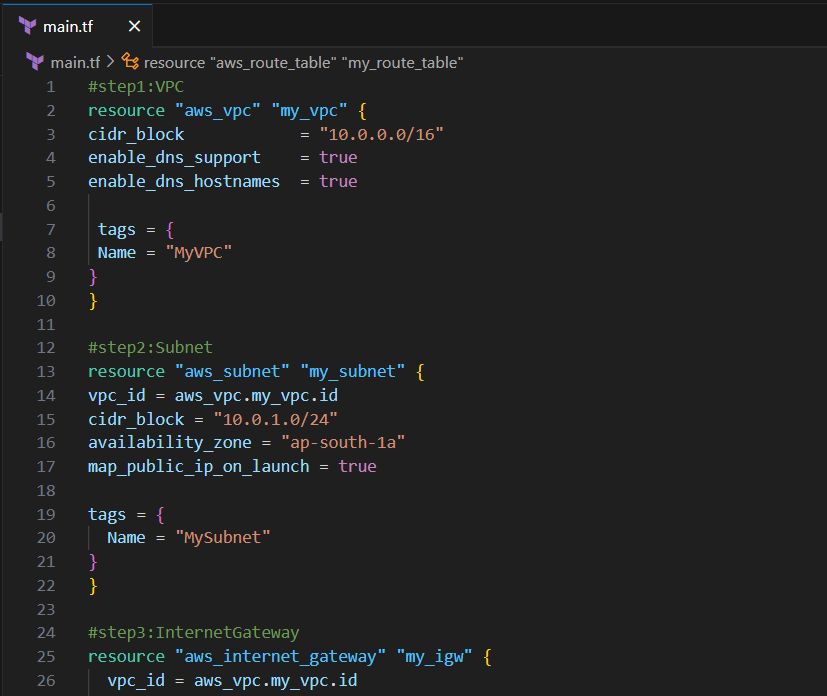 main.tf ×
main.tf > resource "aws_route_table" "my_route_table"
1 #step1:VPC
2 resource "aws_vpc" "my_vpc" {
3 cidr_block = "10.0.0.0/16"
4 enable_dns_support = true
5 enable_dns_hostnames = true
6
7 tags = {
8 Name = "MyVPC"
9 }
10 }
11
12 #step2:Subnet
13 resource "aws_subnet" "my_subnet" {
14 vpc_id = aws_vpc.my_vpc.id
15 cidr_block = "10.0.1.0/24"
16 availability_zone = "ap-south-1a"
17 map_public_ip_on_launch = true
18
19 tags = {
20 Name = "MySubnet"
21 }
22 }
23
24 #step3:InternetGateway
25 resource "aws_internet_gateway" "my_igw" {
26 vpc_id = aws_vpc.my_vpc.id